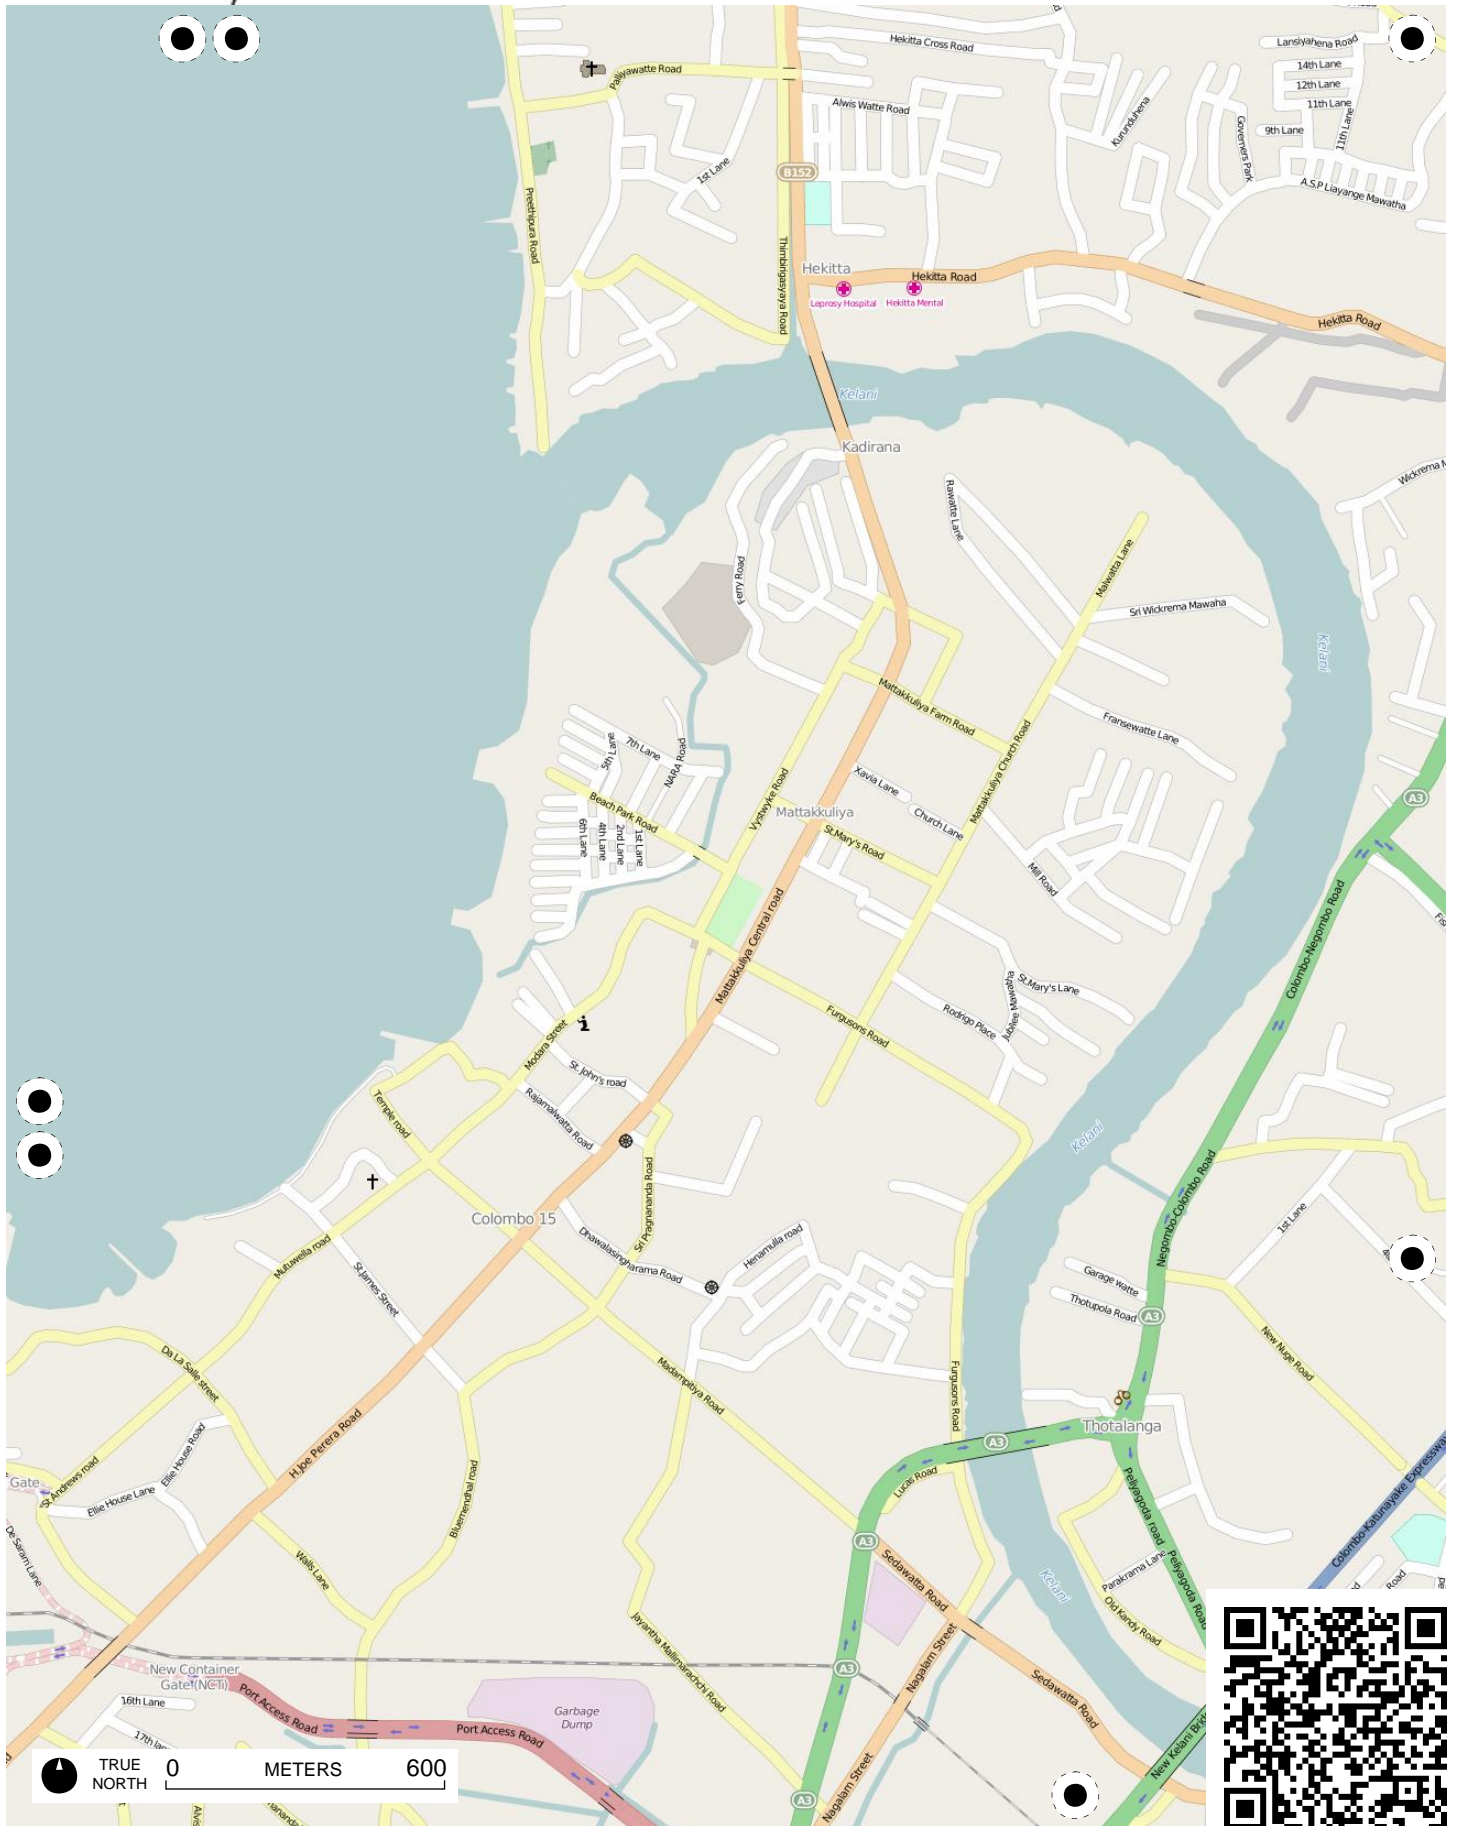 Hekitta Cross Road
Lansiyahena Road
14th Lane
12th Lane
11th Lane
9th Lane
11th Lane
Paliyawatte Road
Alwis Watte Road
Kurunduhena
Governers Park
1st Lane
B152
A.S.P Liayange Mawatha
Preethipura Road
Thimbirigasyaya Road
Hekitta
Hekitta Road
Leprosy Hospital
Hekitta Mental
Hekitta Road
Kelani
Kadirana
Wickrema M
Rawatte Lane
Malwatta Lane
Ferry Road
Sri Wickrema Mawaha
Kelani
Mattakkuliya Farm Road
Fransewatte Lane
5th Lane
7th Lane
NARA Road
Mattakkuliya Church Road
Xavia Lane
Vystwyke Road
Beach Park Road
Mattakkuliya
Church Lane
A3
6th Lane
4th Lane
2nd Lane
1st Lane
St.Mary's Road
Mill Road
Mattakkuliya Central road
Colombo-Negombo Road
St.Mary's Lane
Jubilee Mawatha
Rodrigo Place
Furgusons Road
Modara Street
St. John's road
Rajamalwatta Road
Temple road
Kelani
Sri Pragnananda Road
Colombo 15
Negombo-Colombo Road
1st Lane
Dhawalasingharama Road
Henamulla road
Mutuwella road
St.James Street
Garage watte
Thotupola Road
A3
New Nuge Road
Da La Salle street
Madampitiya Road
Furgusons Road
Thotalanga
H.Joe Perera Road
Ellie House Road
A3
Gate
St.Andrews road
Ellie House Lane
Lucas Road
Bluemendhal road
Peliyagoda road
Colombo-Katunayake Expressway
De Saram Lane
A3
Walls Lane
Sedawatta Road
Parakrama Lane
Peliyagoda Road
Road
Kelani
Old Kandy Road
Jayantha Mallimarachchi Road
Nagalam Street
New Container
Gate (NCT)
A3
Sedawatta Road
16th Lane
Port Access Road
Port Access Road
Garbage
Dump
17th lan
New Kelani Brid
Nagalam Street
A3
TRUE
NORTH
0 METERS 600